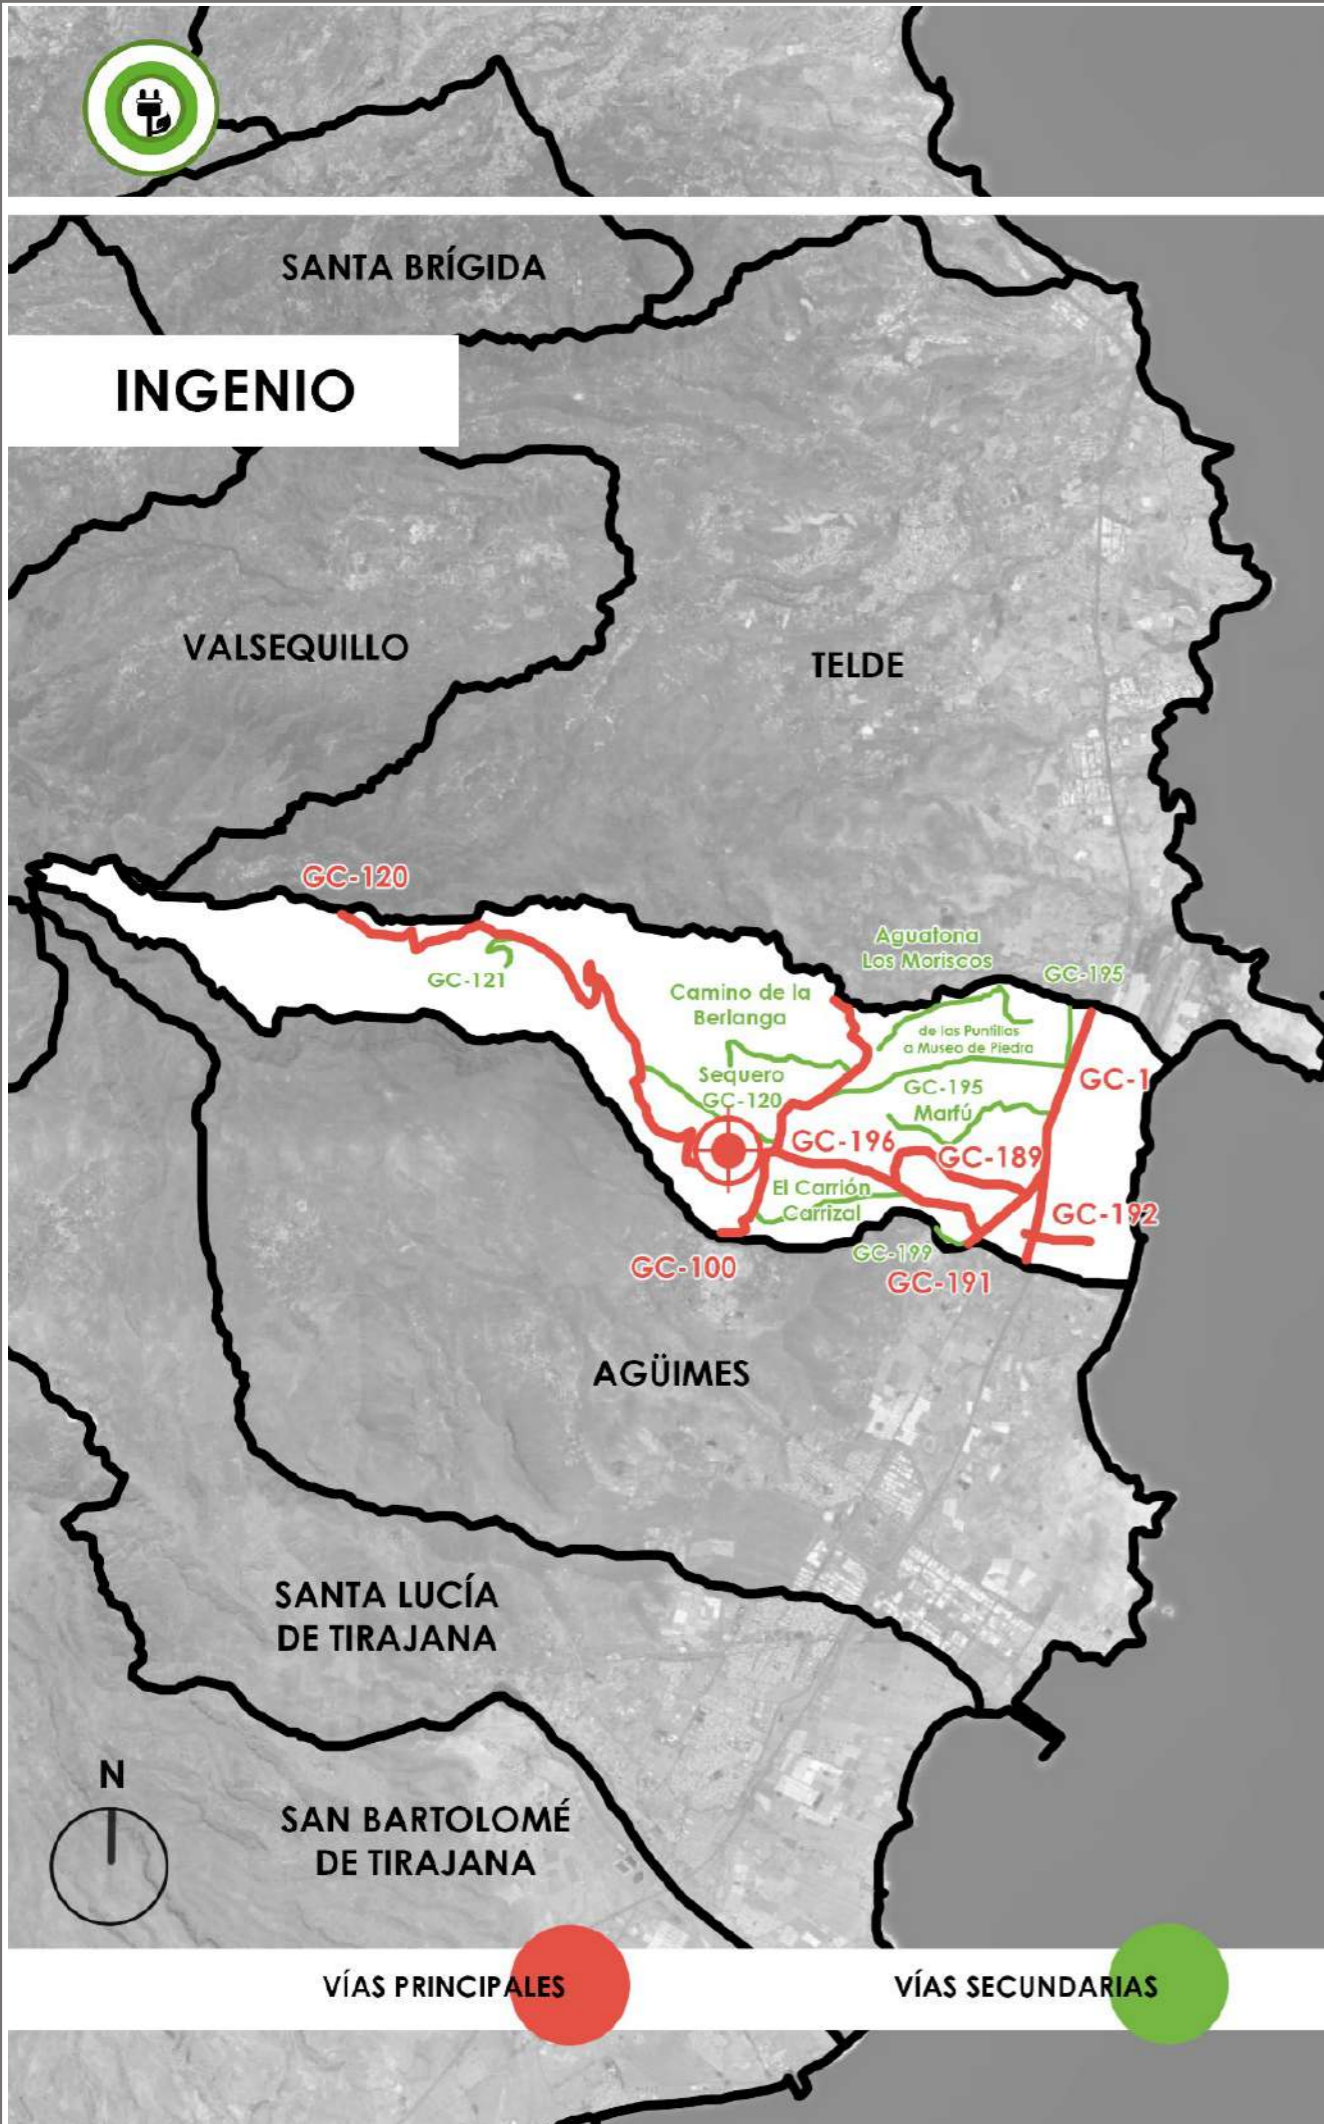 SANTA BRÍGIDA
INGENIO
VALSEQUILLO
TELDE
GC-120
Aguatona
Los Moriscos
GC-195
GC-121
Camino de la
Berlanga
de las Puntillas
a Museo de Piedra
Sequero
GC-120
GC-195
GC-1
Marfú
GC-196
GC-189
El Carrión
Carrizal
GC-192
GC-199
GC-100
GC-191
AGÜIMES
SANTA LUCÍA
DE TIRAJANA
N
SAN BARTOLOMÉ
DE TIRAJANA
VÍAS PRINCIPALES
VÍAS SECUNDARIAS